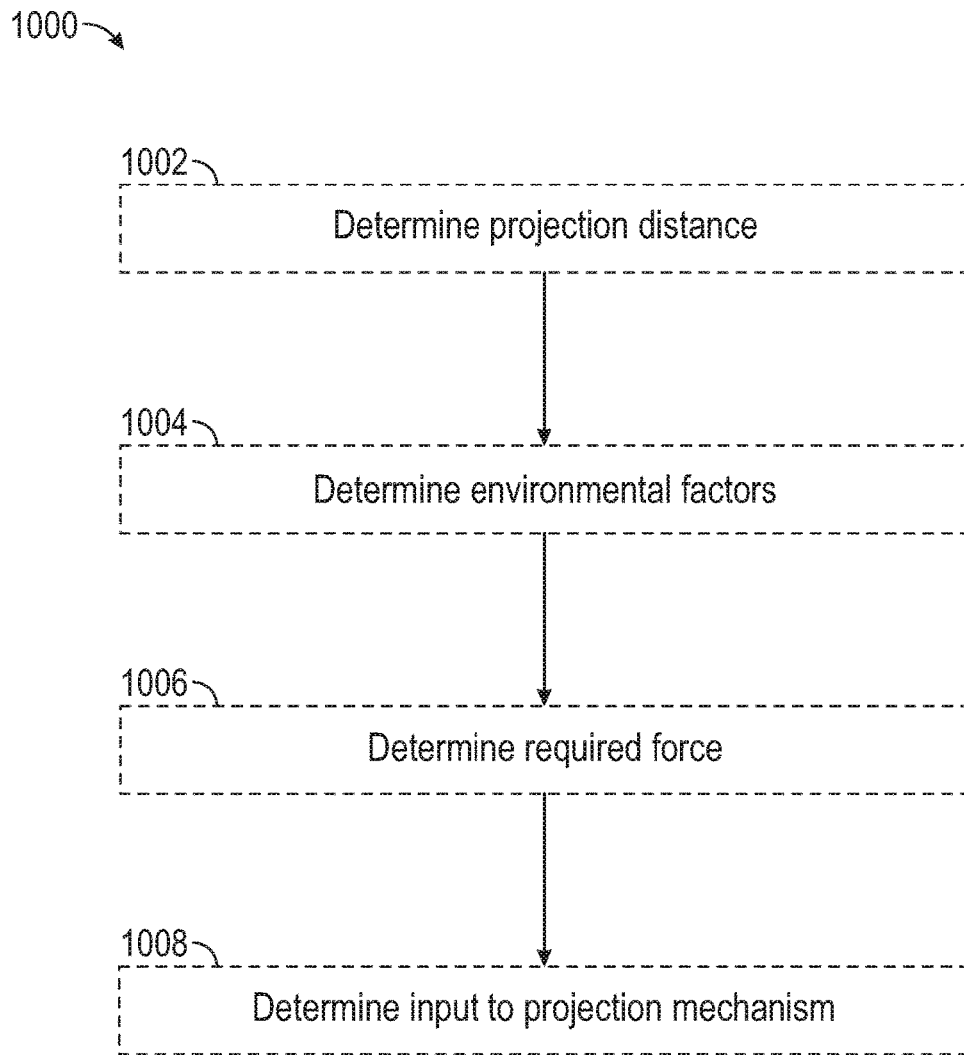 1000
1002
Determine projection distance
1004
Determine environmental factors
1006
Determine required force
1008
Determine input to projection mechanism